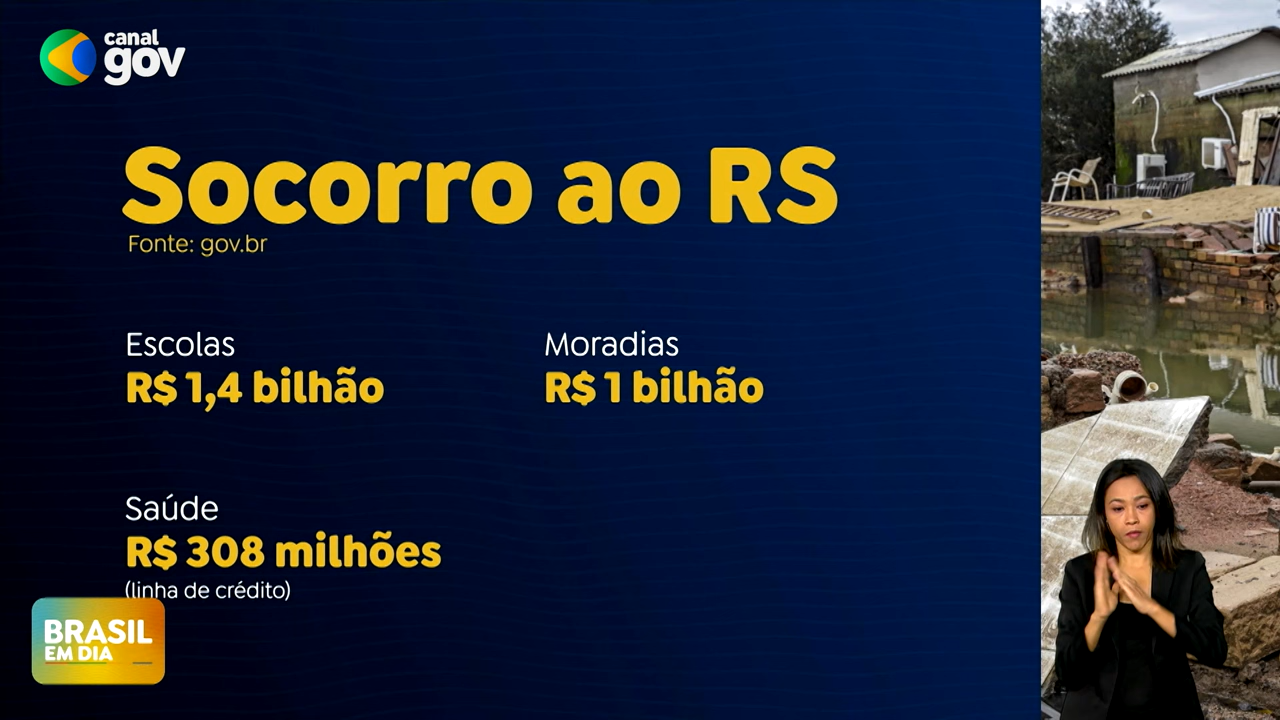 canal
gov
Socorro ao RS
Fonte: gov.br
Escolas
R$ 1,4 bilhão
Moradias
R$ 1 bilhão
Saúde
R$ 308 milhões
(linha de crédito)
BRASIL
EM DIA